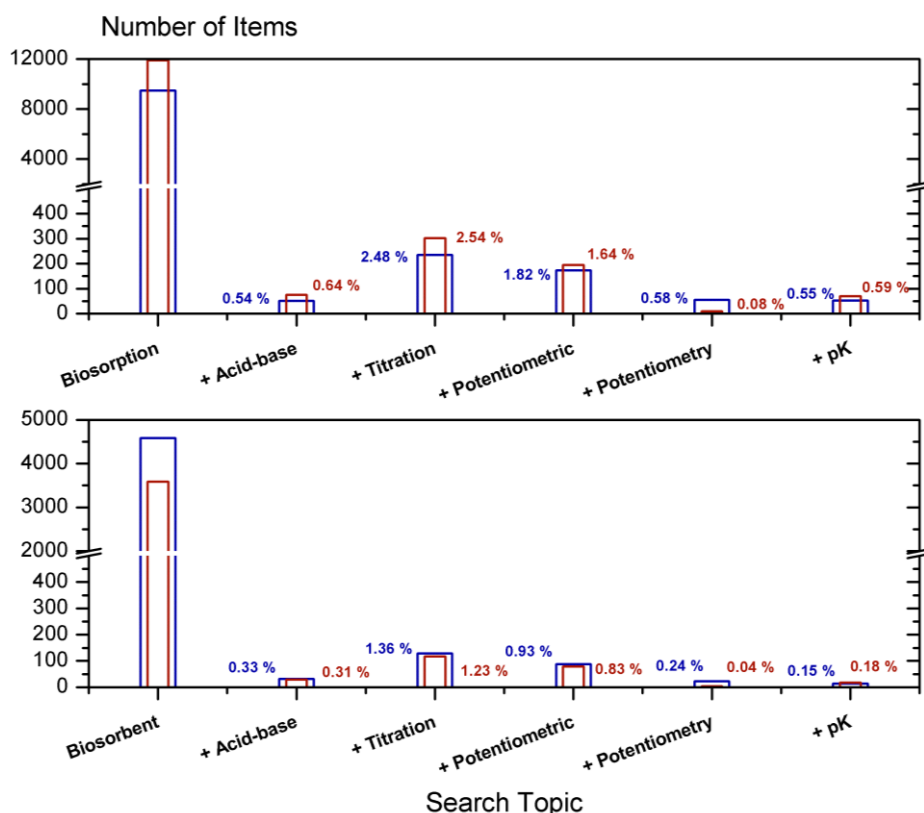 Number of Items
12000
8000
4000
400
300
200
100
0
0.54 %
0.64 %
2.48 %
2.54 %
1.82 %
1.64 %
0.58 %
0.08 %
0.55 %
0.59 %
Biosorption
+ Acid-base
+ Titration
+ Potentiometric
+ Potentiometry
+ pK
5000
4000
3000
2000
400
300
200
100
0
0.33 %
0.31 %
1.36 %
1.23 %
0.93 %
0.83 %
0.24 %
0.04 %
0.15 %
0.18 %
Biosorbent
+ Acid-base
+ Titration
+ Potentiometric
+ Potentiometry
+ pK
Search Topic